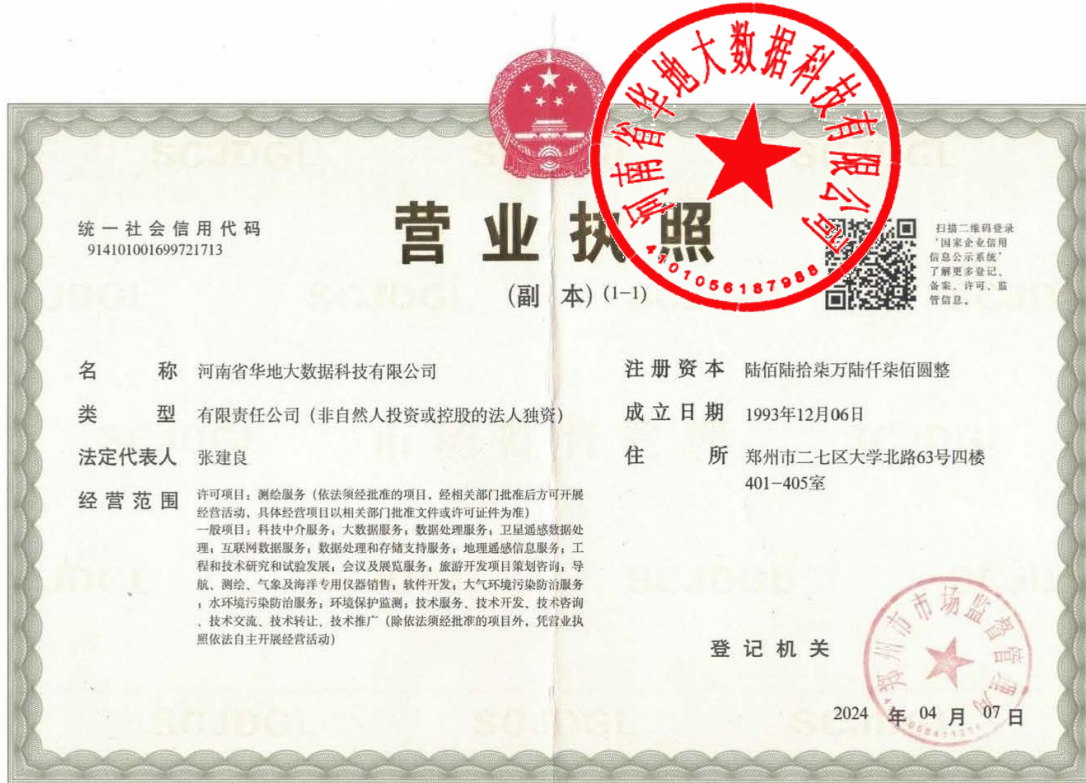 河南省华地大数据科技有限公司
4101056187988
统一社会信用代码
914101001699721713
营业执照
(副 本) (1-1)
扫描二维码登录
“国家企业信用
信息公示系统”
了解更多登记、
备案、许可、监
管信息。
名 称 河南省华地大数据科技有限公司
类 型 有限责任公司（非自然人投资或控股的法人独资）
法定代表人 张建良
经营范围 许可项目：测绘服务（依法须经批准的项目，经相关部门批准后方可开展
经营活动，具体经营项目以相关部门批准文件或许可证件为准）
一般项目：科技中介服务；大数据服务；数据处理服务；卫星遥感数据处
理；互联网数据服务；数据处理和存储支持服务；地理遥感信息服务；工
程和技术研究和试验发展；会议及展览服务；旅游开发项目策划咨询；导
航、测绘、气象及海洋专用仪器销售；软件开发；大气环境污染防治服务
；水环境污染防治服务；环境保护监测；技术服务、技术开发、技术咨询
、技术交流、技术转让、技术推广（除依法须经批准的项目外，凭营业执
照依法自主开展经营活动）
注册资本 陆佰陆拾柒万陆仟柒佰圆整
成立日期 1993年12月06日
住 所 郑州市二七区大学北路63号四楼
401-405室
登记机关
郑州市市场监督管理局
2024 年 04 月 07 日
SCJDGL